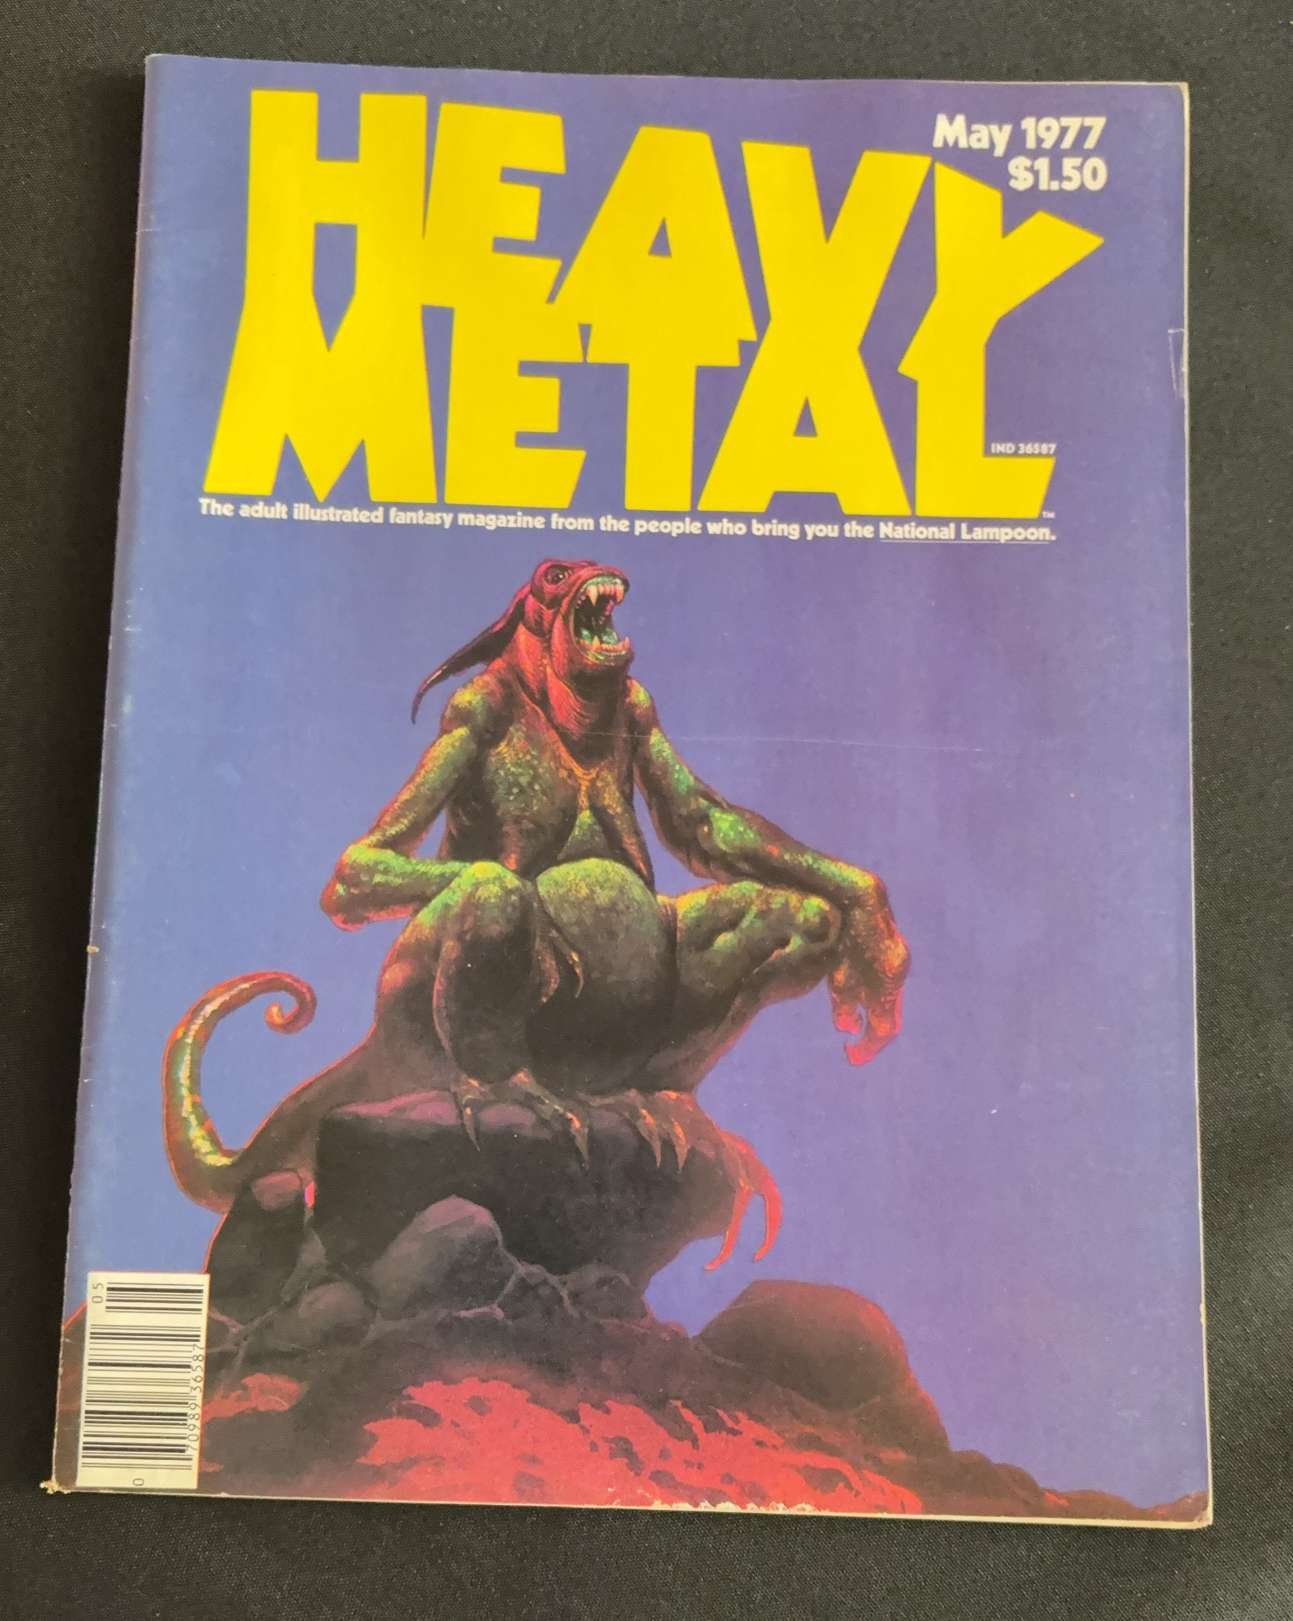 HEAVY
METAL
May 1977
$1.50
IND 36587
TM
The adult illustrated fantasy magazine from the people who bring you the National Lampoon.
05
0
70989 36587